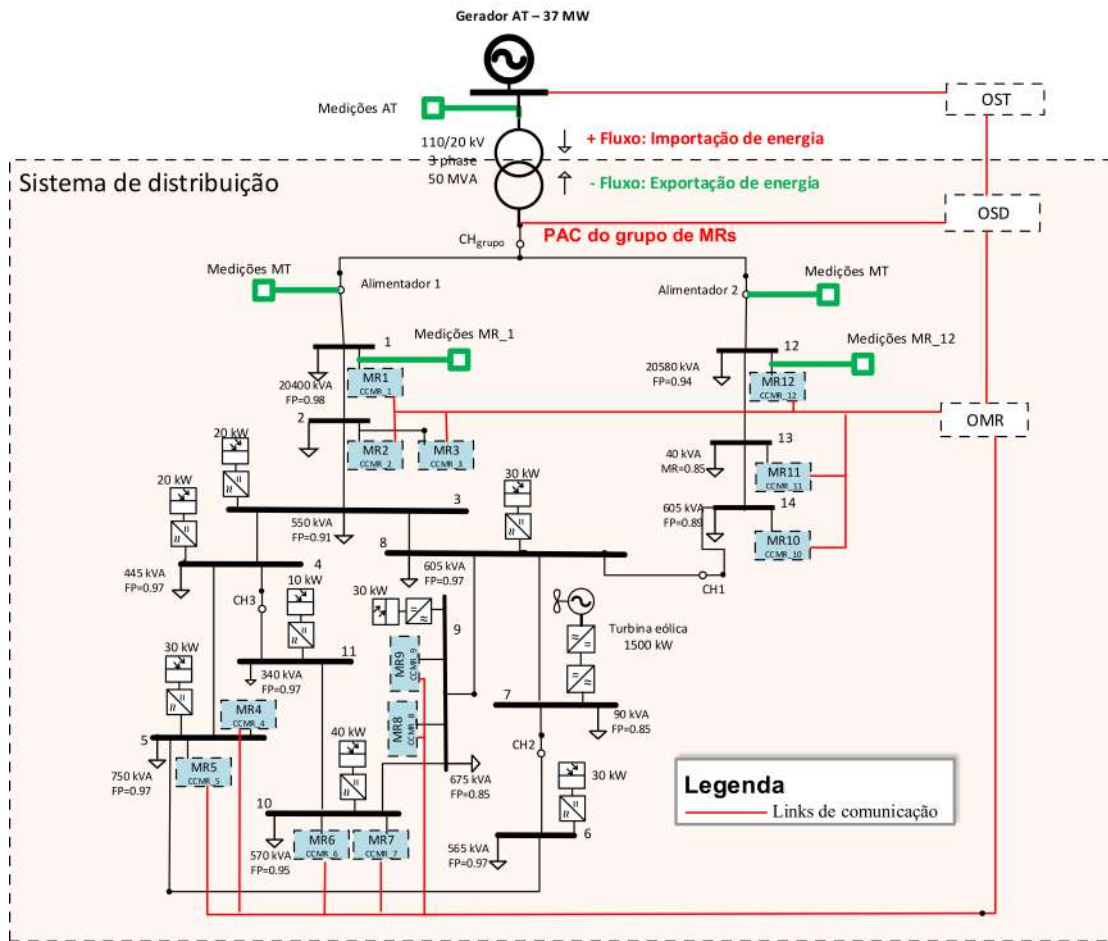 Gerador AT – 37 MW
Medições AT
OST
110/20 kV
3 phase
50 MVA
+ Fluxo: Importação de energia
- Fluxo: Exportação de energia
Sistema de distribuição
OSD
PAC do grupo de MRs
CHgrupo
Medições MT
Alimentador 1
Medições MT
Alimentador 2
1
Medições MR_1
12
Medições MR_12
20400 kVA
FP=0.98
MR1
CCMR_1
20580 kVA
FP=0.94
MR12
CCMR_12
OMR
2
MR2
CCMR_2
MR3
CCMR_3
13
40 kVA
MR=0.85
MR11
CCMR_11
20 kW
20 kW
30 kW
3
550 kVA
FP=0.91
14
605 kVA
FP=0.89
MR10
CCMR_10
8
605 kVA
FP=0.97
CH1
4
445 kVA
FP=0.97
CH3
10 kW
30 kW
9
Turbina eólica
1500 kW
30 kW
11
340 kVA
FP=0.97
MR9
CCMR_9
MR8
CCMR_8
7
90 kVA
FP=0.85
CH2
MR4
CCMR_4
5
750 kVA
FP=0.97
MR5
CCMR_5
40 kW
675 kVA
FP=0.85
30 kW
10
570 kVA
FP=0.95
MR6
CCMR_6
MR7
CCMR_7
6
565 kVA
FP=0.97
Legenda
Links de comunicação